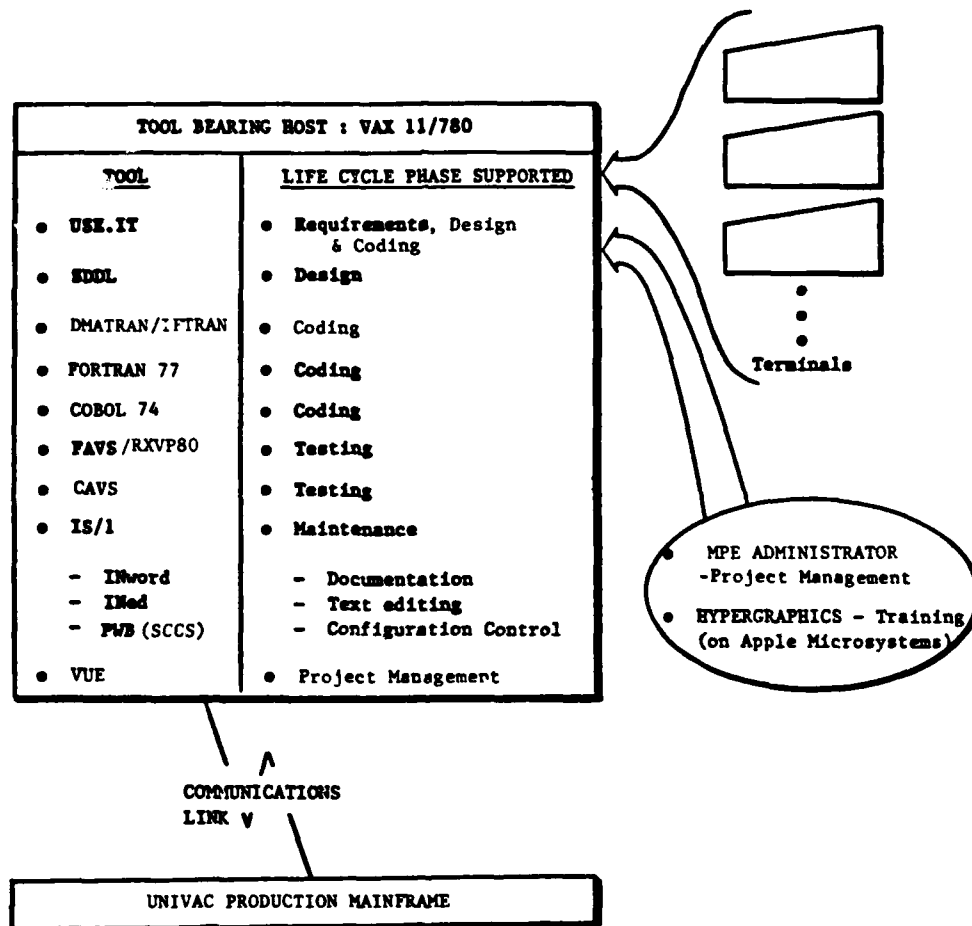 TOOL BEARING HOST : VAX 11/780
TOOL
LIFE CYCLE PHASE SUPPORTED
● USE.IT
● Requirements, Design
& Coding
● SDDL
● Design
● DMATRAN/IFTRAN
● Coding
● FORTRAN 77
● Coding
● COBOL 74
● Coding
● FAVS/RXVP80
● Testing
● CAVS
● Testing
● IS/1
● Maintenance
- INword
- Documentation
- INed
- Text editing
- PWB (SCCS)
- Configuration Control
● VUE
● Project Management
Terminals
● MPE ADMINISTRATOR
-Project Management
● HYPERGRAPHICS - Training
(on Apple Microsystems)
COMMUNICATIONS
LINK
UNIVAC PRODUCTION MAINFRAME